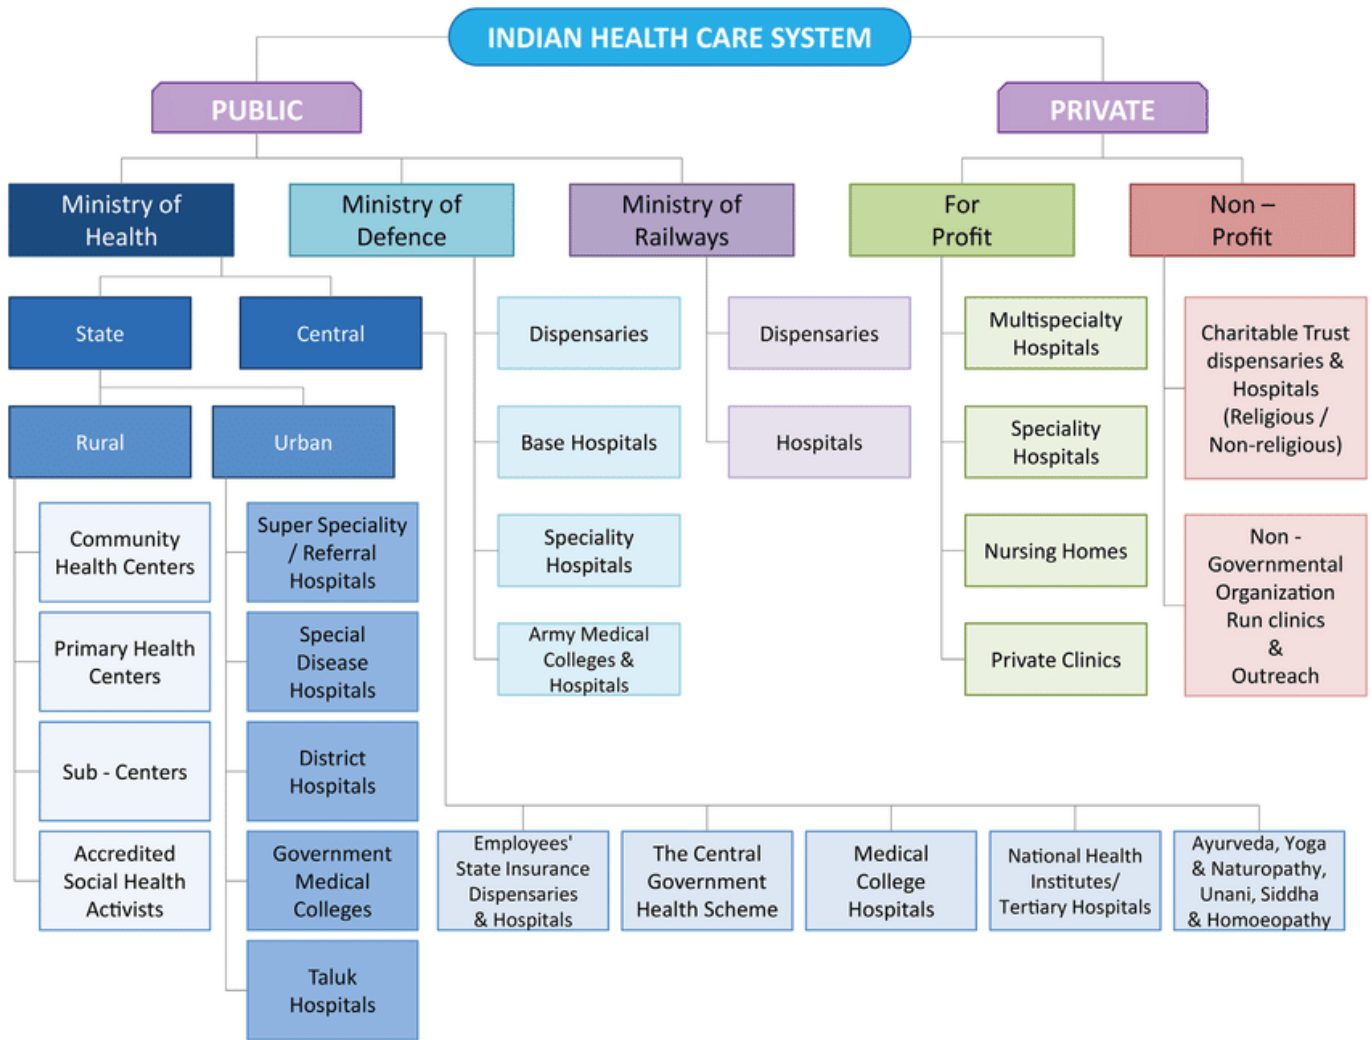 INDIAN HEALTH CARE SYSTEM
PUBLIC
PRIVATE
Ministry of
Health
Ministry of
Defence
Ministry of
Railways
For
Profit
Non –
Profit
State
Central
Rural
Urban
Community
Health Centers
Primary Health
Centers
Sub - Centers
Accredited
Social Health
Activists
Super Speciality
/ Referral
Hospitals
Special
Disease
Hospitals
District
Hospitals
Government
Medical
Colleges
Taluk
Hospitals
Dispensaries
Base Hospitals
Speciality
Hospitals
Army Medical
Colleges &
Hospitals
Dispensaries
Hospitals
Multispecialty
Hospitals
Speciality
Hospitals
Nursing Homes
Private Clinics
Charitable Trust
dispensaries &
Hospitals
(Religious /
Non-religious)
Non -
Governmental
Organization
Run clinics
&
Outreach
Employees'
State Insurance
Dispensaries
& Hospitals
The Central
Government
Health Scheme
Medical
College
Hospitals
National Health
Institutes/
Tertiary Hospitals
Ayurveda, Yoga
& Naturopathy,
Unani, Siddha
& Homoeopathy